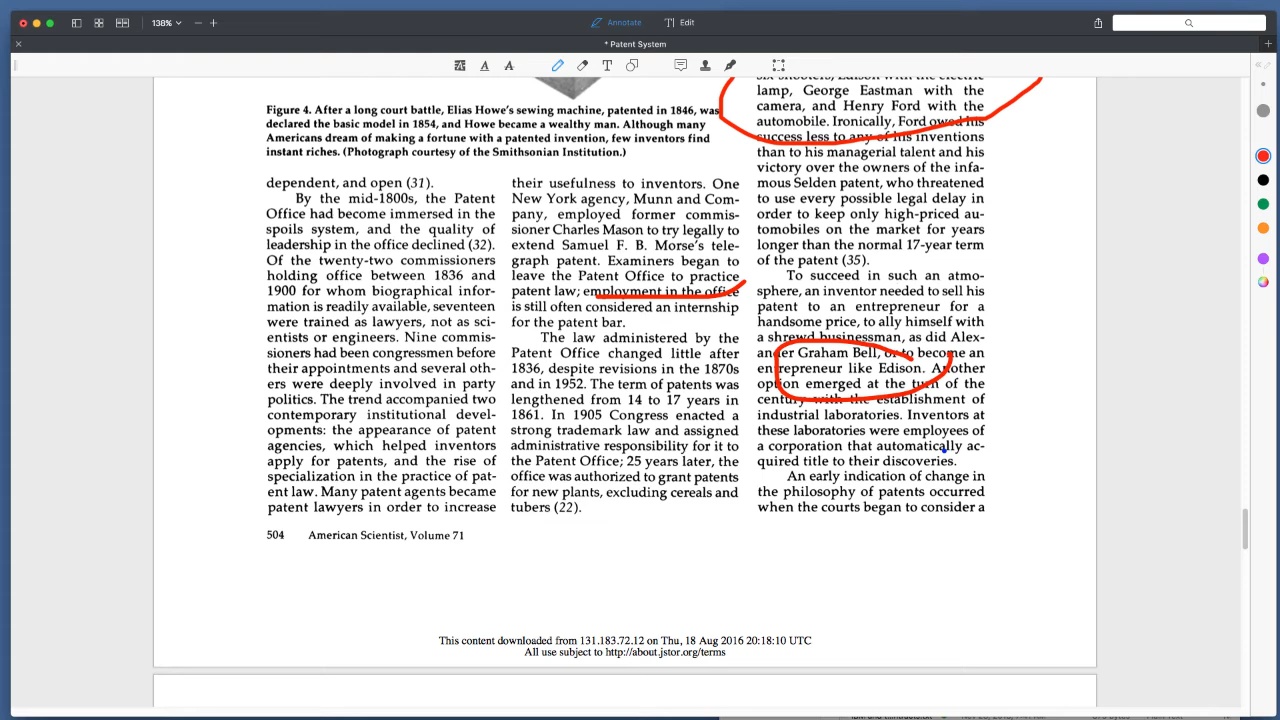 138%
Annotate
Edit
* Patent System
Figure 4. After a long court battle, Elias Howe's sewing machine, patented in 1846, was
declared the basic model in 1854, and Howe became a wealthy man. Although many
Americans dream of making a fortune with a patented invention, few inventors find
instant riches. (Photograph courtesy of the Smithsonian Institution.)
dependent, and open (31).
By the mid-1800s, the Patent
Office had become immersed in the
spoils system, and the quality of
leadership in the office declined (32).
Of the twenty-two commissioners
holding office between 1836 and
1900 for whom biographical infor-
mation is readily available, seventeen
were trained as lawyers, not as sci-
entists or engineers. Nine commis-
sioners had been congressmen before
their appointments and several oth-
ers were deeply involved in party
politics. The trend accompanied two
contemporary institutional devel-
opments: the appearance of patent
agencies, which helped inventors
apply for patents, and the rise of
specialization in the practice of pat-
ent law. Many patent agents became
patent lawyers in order to increase
their usefulness to inventors. One
New York agency, Munn and Com-
pany, employed former commis-
sioner Charles Mason to try legally to
extend Samuel F. B. Morse's tele-
graph patent. Examiners began to
leave the Patent Office to practice
patent law; employment in the office
is still often considered an internship
for the patent bar.
The law administered by the
Patent Office changed little after
1836, despite revisions in the 1870s
and in 1952. The term of patents was
lengthened from 14 to 17 years in
1861. In 1905 Congress enacted a
strong trademark law and assigned
administrative responsibility for it to
the Patent Office; 25 years later, the
office was authorized to grant patents
for new plants, excluding cereals and
tubers (22).
six-shooters, Edison with the electric
lamp, George Eastman with the
camera, and Henry Ford with the
automobile. Ironically, Ford owed his
success less to any of his inventions
than to his managerial talent and his
victory over the owners of the infa-
mous Selden patent, who threatened
to use every possible legal delay in
order to keep only high-priced au-
tomobiles on the market for years
longer than the normal 17-year term
of the patent (35).
To succeed in such an atmo-
sphere, an inventor needed to sell his
patent to an entrepreneur for a
handsome price, to ally himself with
a shrewd businessman, as did Alex-
ander Graham Bell, or to become an
entrepreneur like Edison. Another
option emerged at the turn of the
century with the establishment of
industrial laboratories. Inventors at
these laboratories were employees of
a corporation that automatically ac-
quired title to their discoveries.
An early indication of change in
the philosophy of patents occurred
when the courts began to consider a
504 American Scientist, Volume 71
This content downloaded from 131.183.72.12 on Thu, 18 Aug 2016 20:18:10 UTC
All use subject to http://about.jstor.org/terms